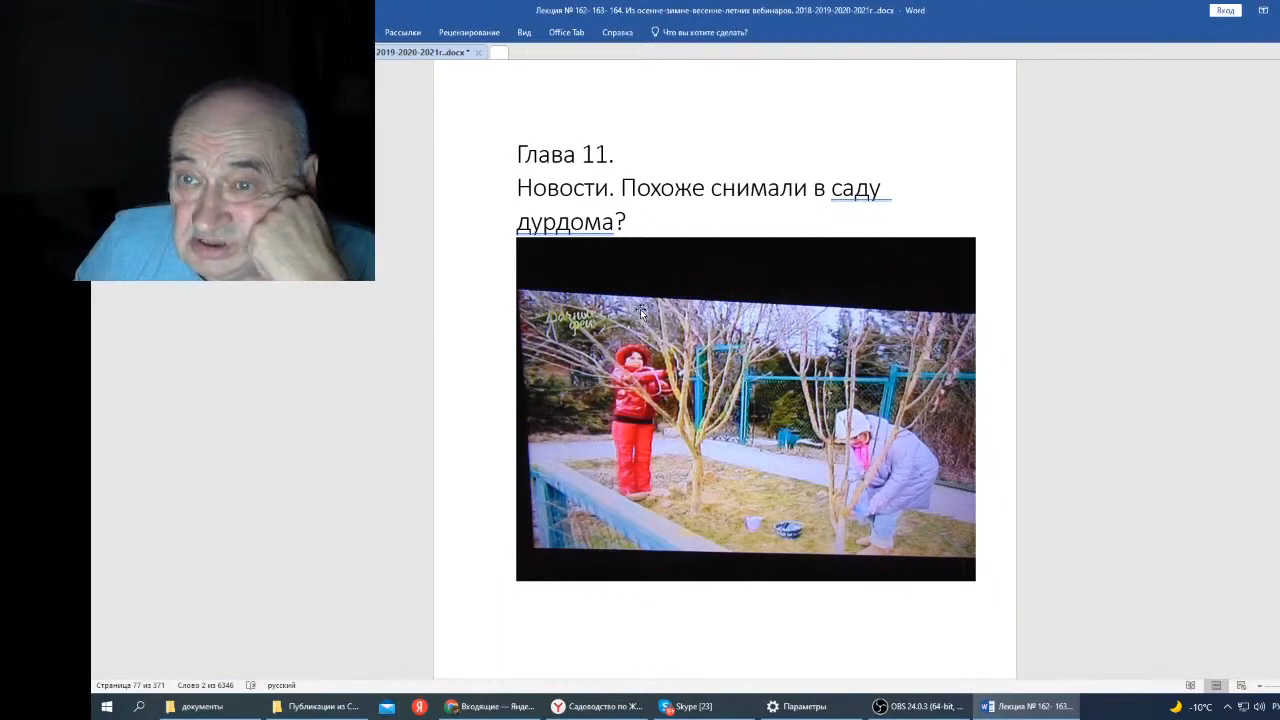 Лекция № 162- 163- 164. Из осенне-зимне-весенне-летних вебинаров. 2018-2019-2020-2021г...docx - Word
Вход
Рассылки Рецензирование Вид Office Tab Справка Что вы хотите сделать?
2019-2020-2021г...docx *
Глава 11.
Новости. Похоже снимали в саду
дурдома?
Страница 77 из 371 Слово 2 из 6346 русский
документы Публикации из С... Входящие — Янде... Садоводство по Ж... Skype [23] Параметры OBS 24.0.3 (64-bit, ... Лекция № 162- 163... -10°C